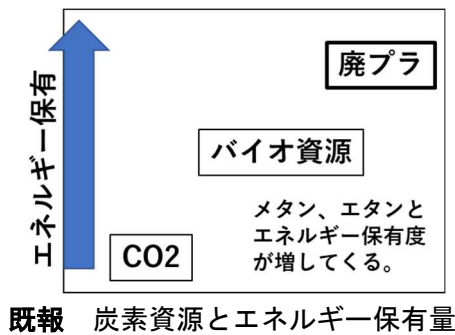 廃プラ
バイオ資源
メタン、エタンと
エネルギー保有度
が増してくる。
CO2
エネルギー保有
既報 炭素資源とエネルギー保有量